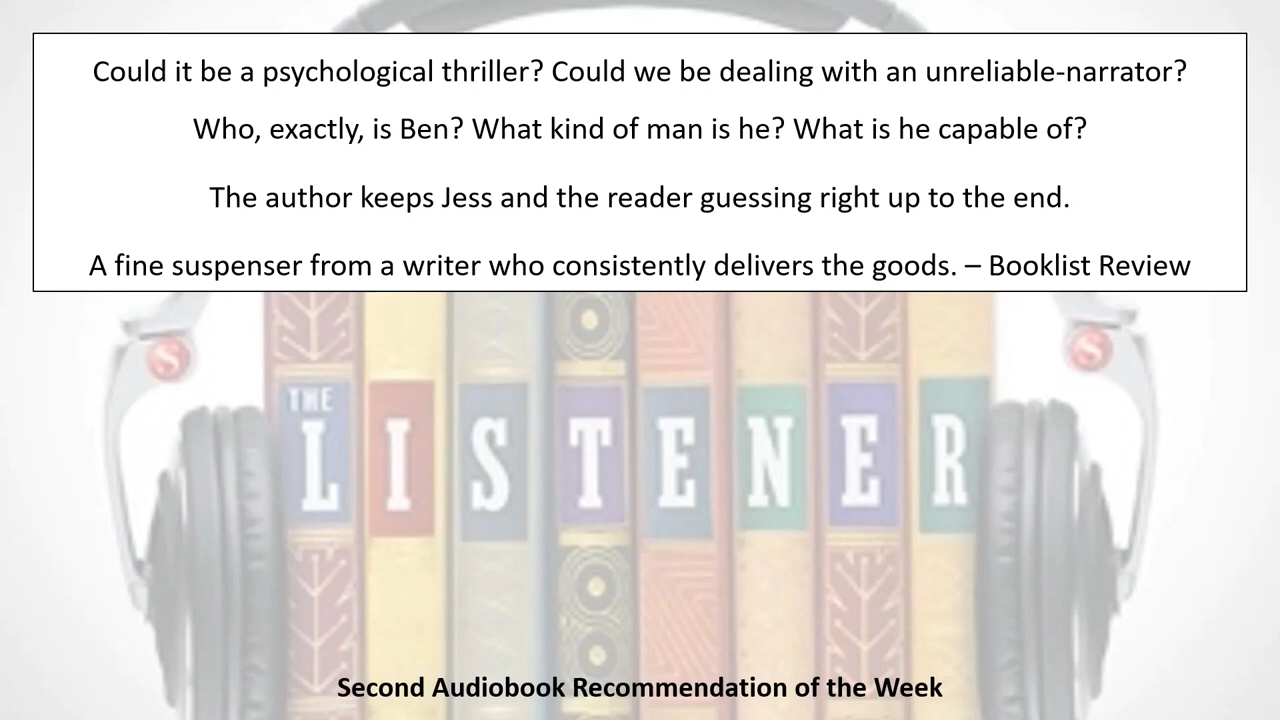 Could it be a psychological thriller? Could we be dealing with an unreliable-narrator?
Who, exactly, is Ben? What kind of man is he? What is he capable of?
The author keeps Jess and the reader guessing right up to the end.
A fine suspenser from a writer who consistently delivers the goods. – Booklist Review
S S
THE
LISTENER
Second Audiobook Recommendation of the Week